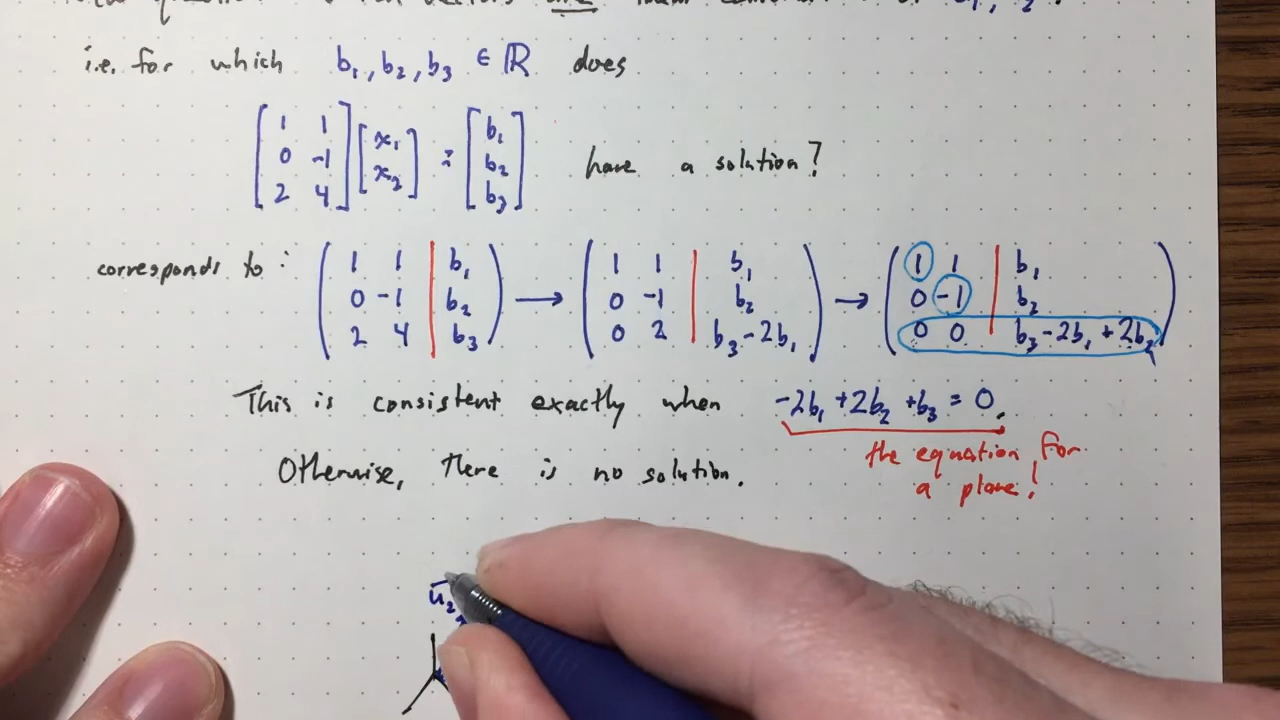 i.e. for which b1, b2, b3 ∈ ℝ does
[1 1; 0 -1; 2 4] [x1; x2] = [b1; b2; b3] have a solution?
corresponds to: (1 1 | b1; 0 -1 | b2; 2 4 | b3) → (1 1 | b1; 0 -1 | b2; 0 2 | b3 - 2b1) → (1 1 | b1; 0 -1 | b2; 0 0 | b3 - 2b1 + 2b2)
This is consistent exactly when -2b1 + 2b2 + b3 = 0.
the equation for
a plane!
Otherwise, there is no solution.
u2